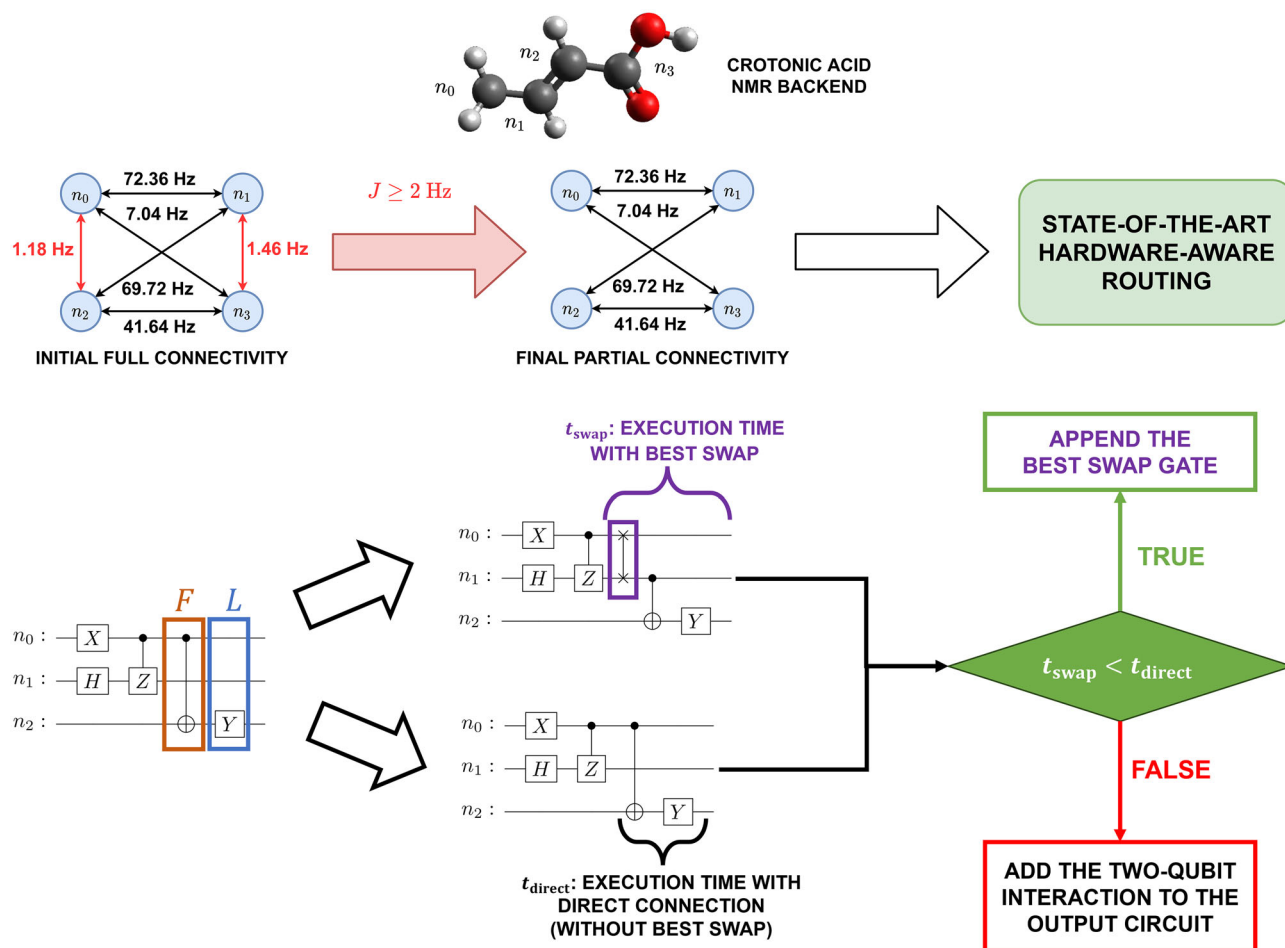 n0
n1
n2
n3
CROTONIC ACID
NMR BACKEND
72.36 Hz
n0
n1
7.04 Hz
1.18 Hz
1.46 Hz
69.72 Hz
n2
n3
41.64 Hz
INITIAL FULL CONNECTIVITY
J ≥ 2 Hz
72.36 Hz
n0
n1
7.04 Hz
69.72 Hz
n2
n3
41.64 Hz
FINAL PARTIAL CONNECTIVITY
STATE-OF-THE-ART
HARDWARE-AWARE
ROUTING
F L
n0 : X
n1 : H Z
n2 : Y
tswap: EXECUTION TIME
WITH BEST SWAP
n0 : X
n1 : H Z
n2 : Y
n0 : X
n1 : H Z
n2 : Y
tdirect: EXECUTION TIME WITH
DIRECT CONNECTION
(WITHOUT BEST SWAP)
APPEND THE
BEST SWAP GATE
TRUE
tswap < tdirect
FALSE
ADD THE TWO-QUBIT
INTERACTION TO THE
OUTPUT CIRCUIT